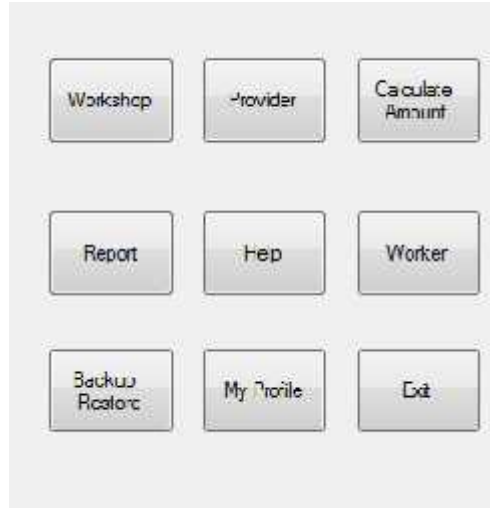 Workshop
Provider
Calculate
Amount
Report
Help
Worker
Backup
Restore
My Profile
Exit